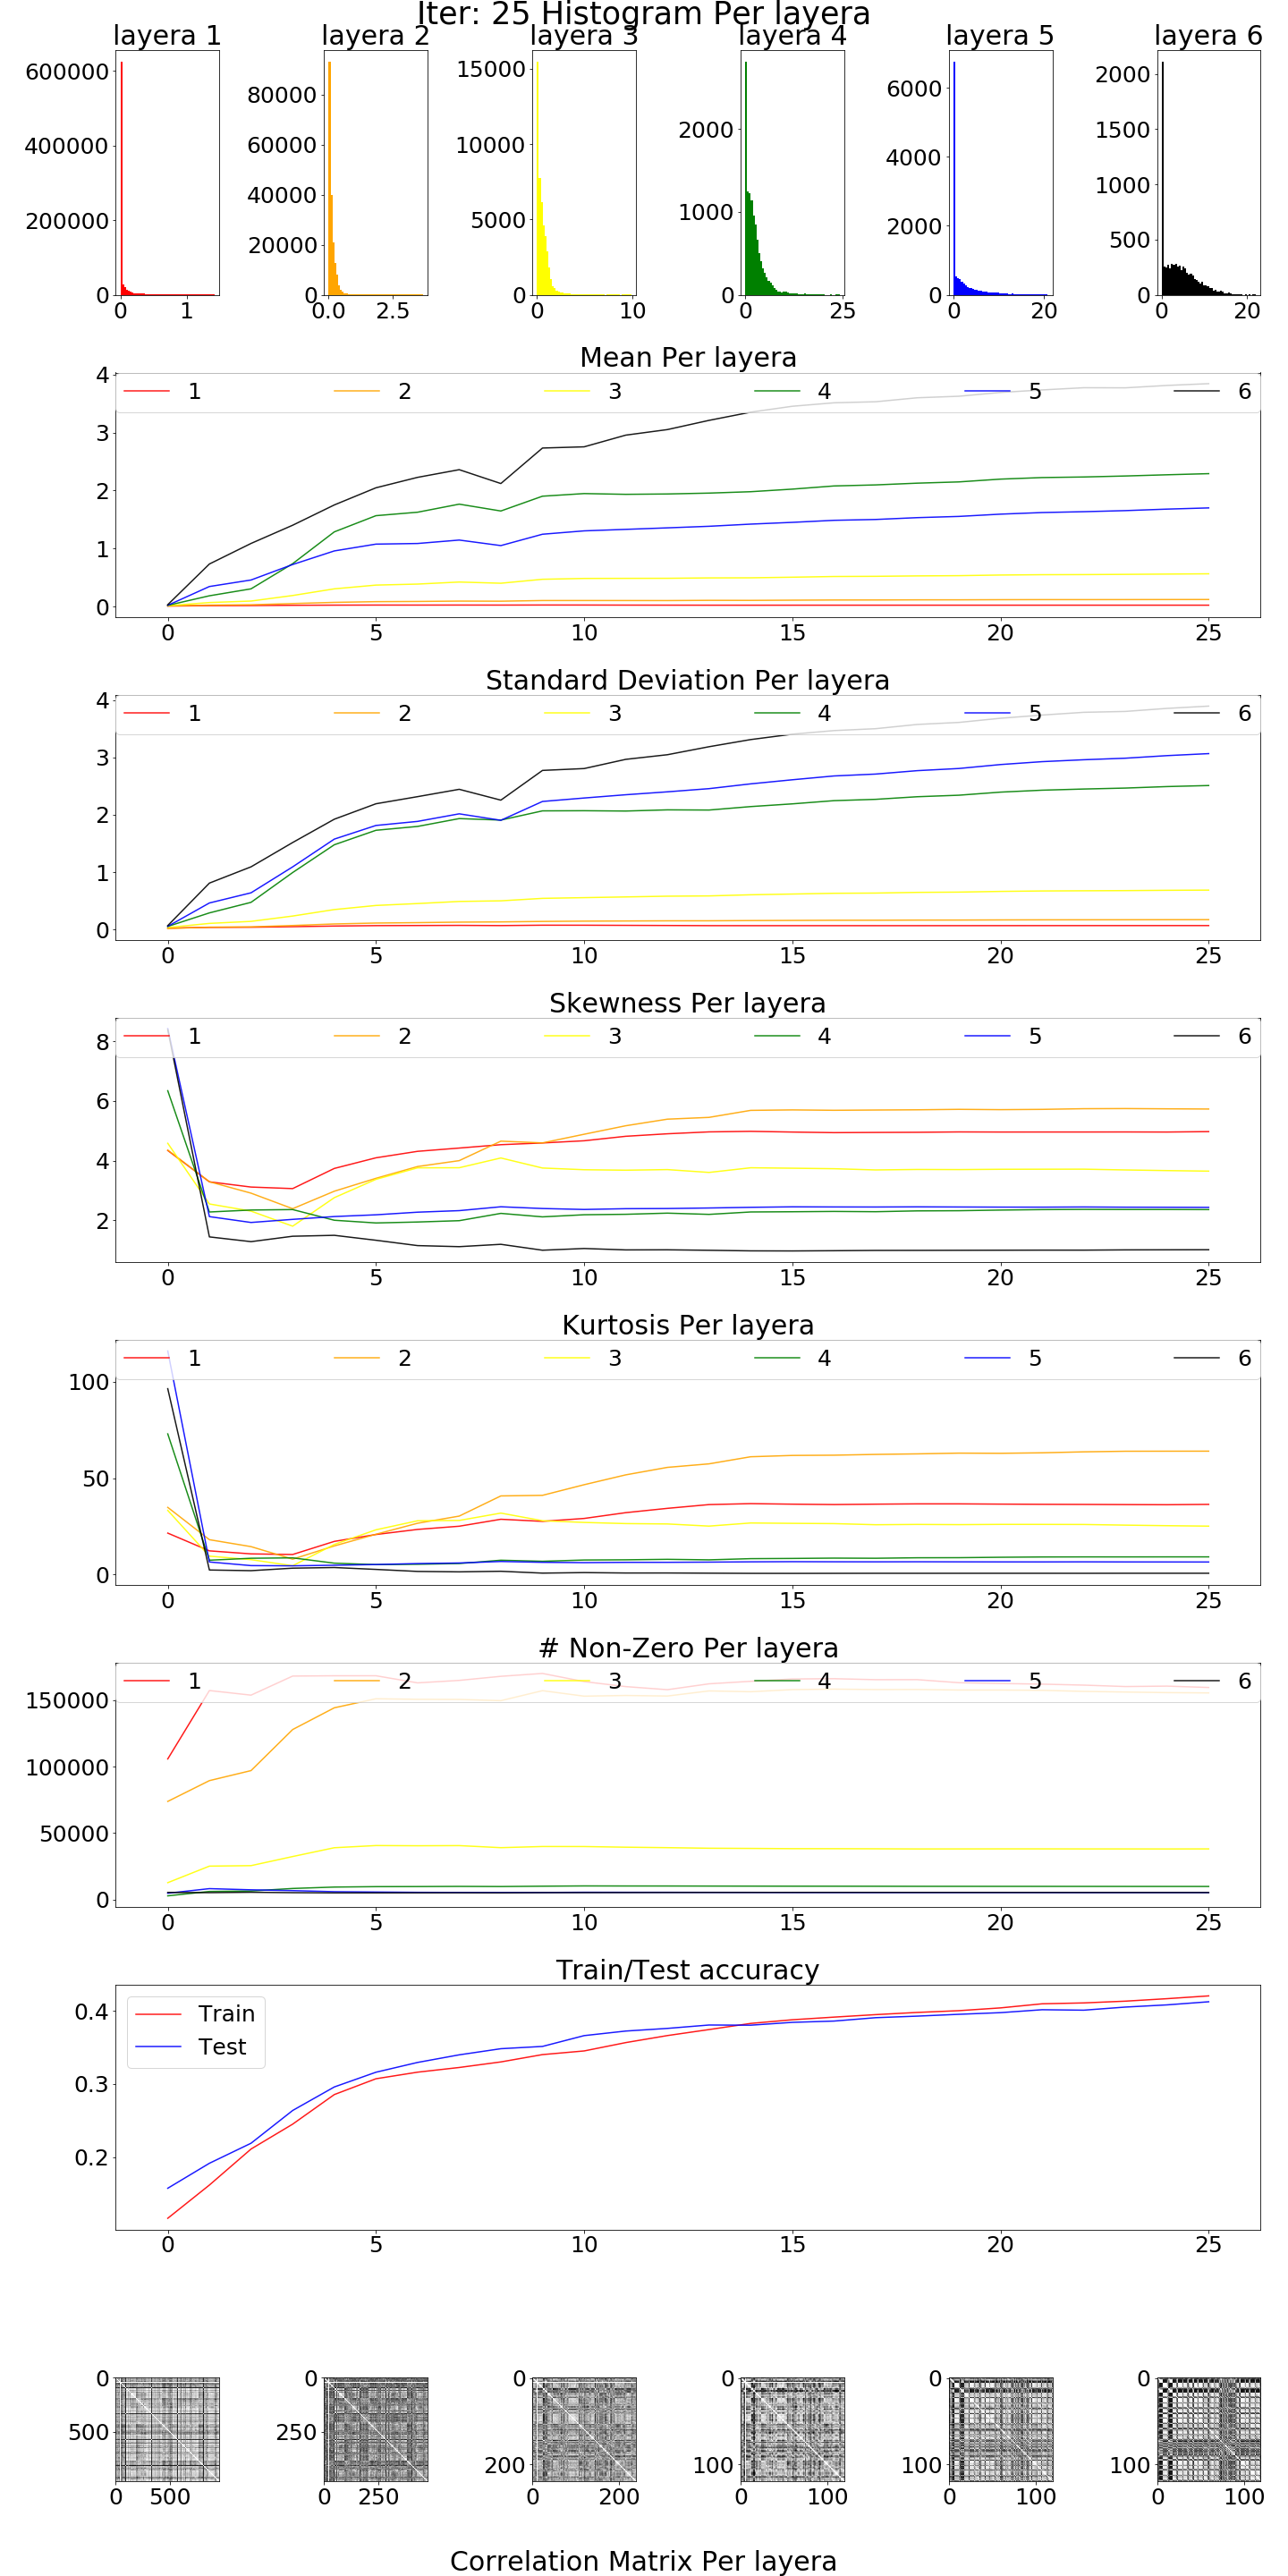 Iter: 25 Histogram Per layera
layera 1 layera 2 layera 3 layera 4 layera 5 layera 6
600000 400000 200000 0
0 1
80000 60000 40000 20000 0
0.0 2.5
15000 10000 5000 0
0 10
2000 1000 0
0 25
6000 4000 2000 0
0 20
2000 1500 1000 500 0
0 20
Mean Per layera
1 2 3 4 5 6
4
3
2
1
0
0 5 10 15 20 25
Standard Deviation Per layera
1 2 3 4 5 6
4
3
2
1
0
0 5 10 15 20 25
Skewness Per layera
1 2 3 4 5 6
8
6
4
2
0 5 10 15 20 25
Kurtosis Per layera
1 2 3 4 5 6
100
50
0
0 5 10 15 20 25
# Non-Zero Per layera
1 2 3 4 5 6
150000
100000
50000
0
0 5 10 15 20 25
Train/Test accuracy
Train
Test
0.4
0.3
0.2
0 5 10 15 20 25
0 500
0 500
0 250
0 250
0 200
0 200
0 100
0 100
0 100
0 100
0 100
0 100
Correlation Matrix Per layera